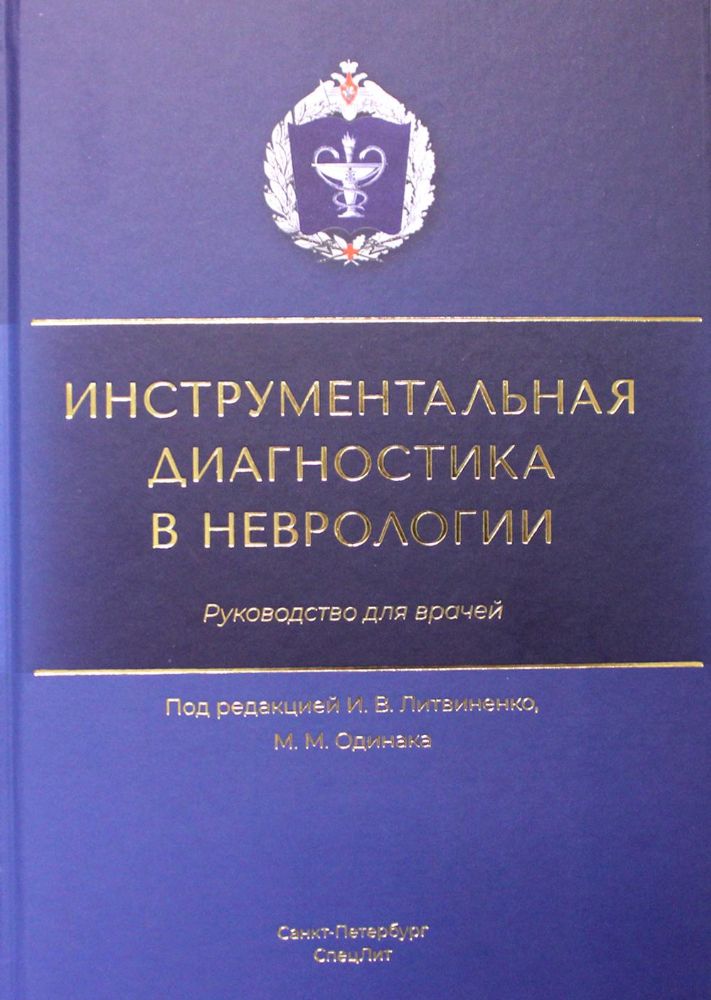 ИНСТРУМЕНТАЛЬНАЯ
ДИАГНОСТИКА
В НЕВРОЛОГИИ
Руководство для врачей
Под редакцией И. В. Литвиненко,
М. М. Одинака
Санкт-Петербург
СпецЛит